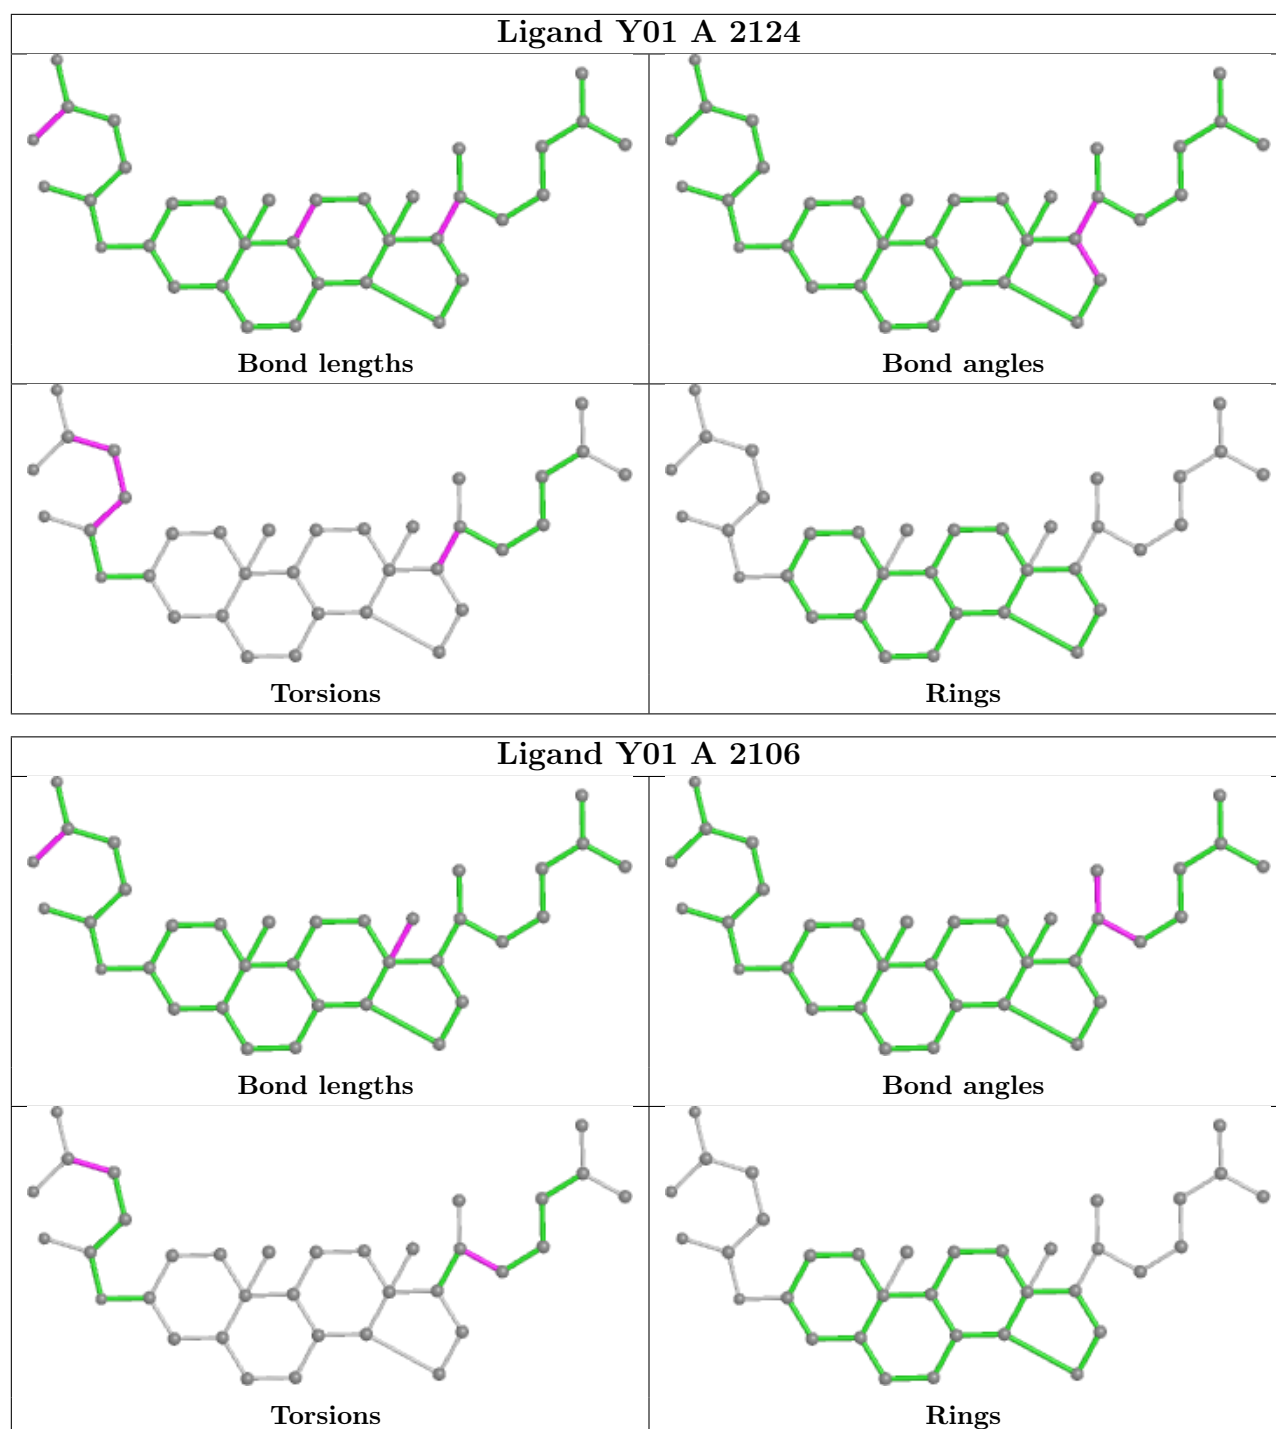 Ligand Y01 A 2124
Bond lengths
Bond angles
Torsions
Rings
Ligand Y01 A 2106
Bond lengths
Bond angles
Torsions
Rings